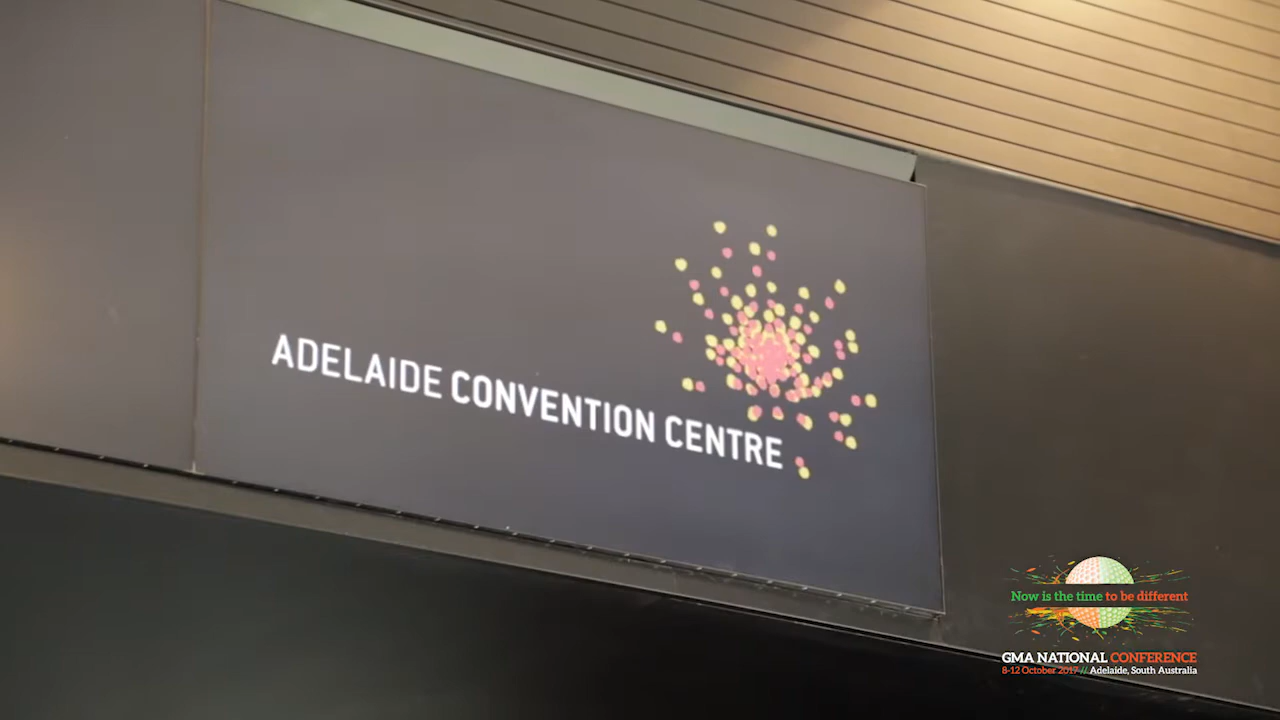 ADELAIDE CONVENTION CENTRE
Now is the time to be different
GMA NATIONAL CONFERENCE
8-12 October 2017 // Adelaide, South Australia